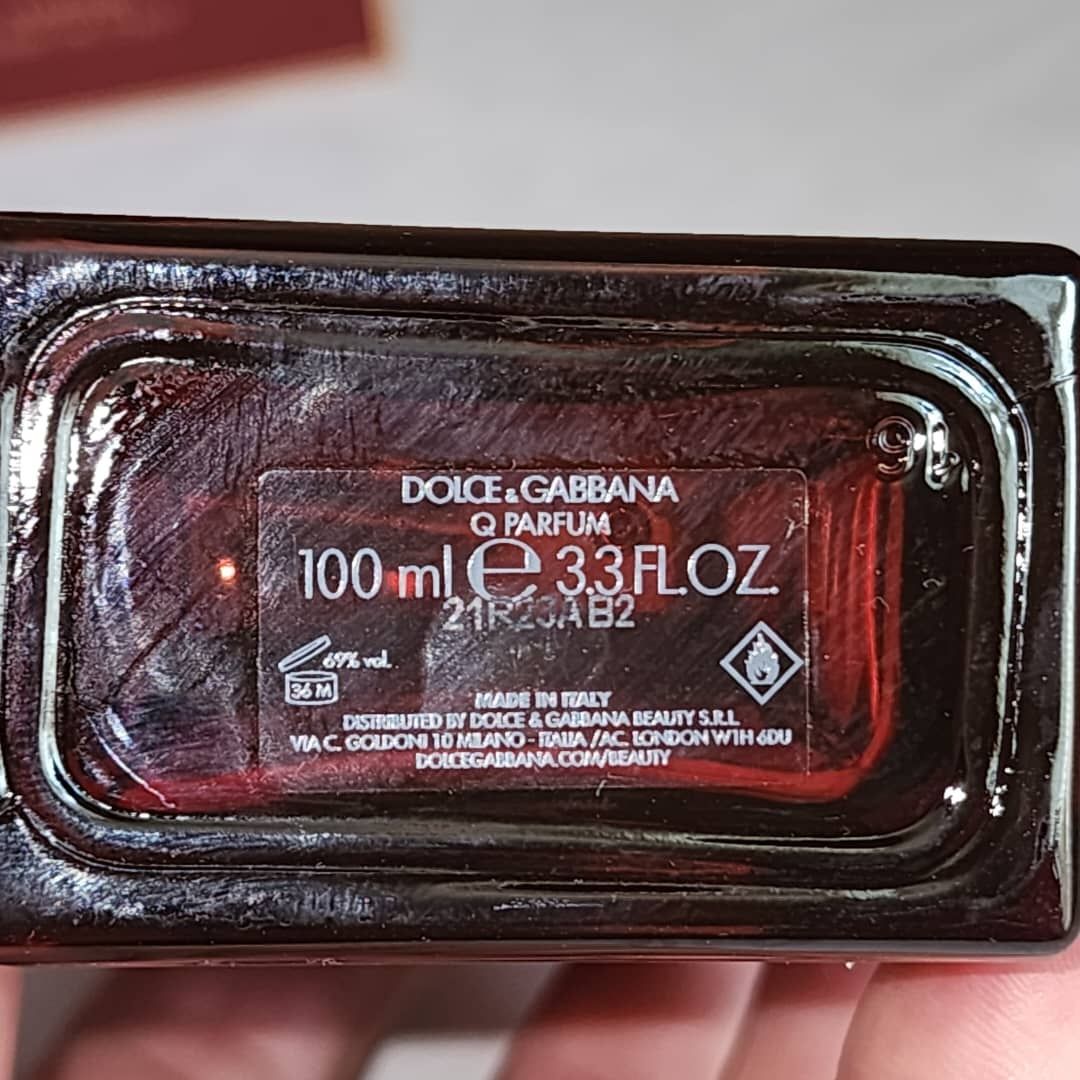 DOLCE & GABBANA
Q PARFUM
100 ml ℮ 3.3 FL.OZ.
21R23AB2
69% vol.
36 M
MADE IN ITALY
DISTRIBUTED BY DOLCE & GABBANA BEAUTY S.R.L.
VIA C. GOLDONI 10 MILANO - ITALIA / AC. LONDON W1H 6DU
DOLCEGABBANA.COM/BEAUTY